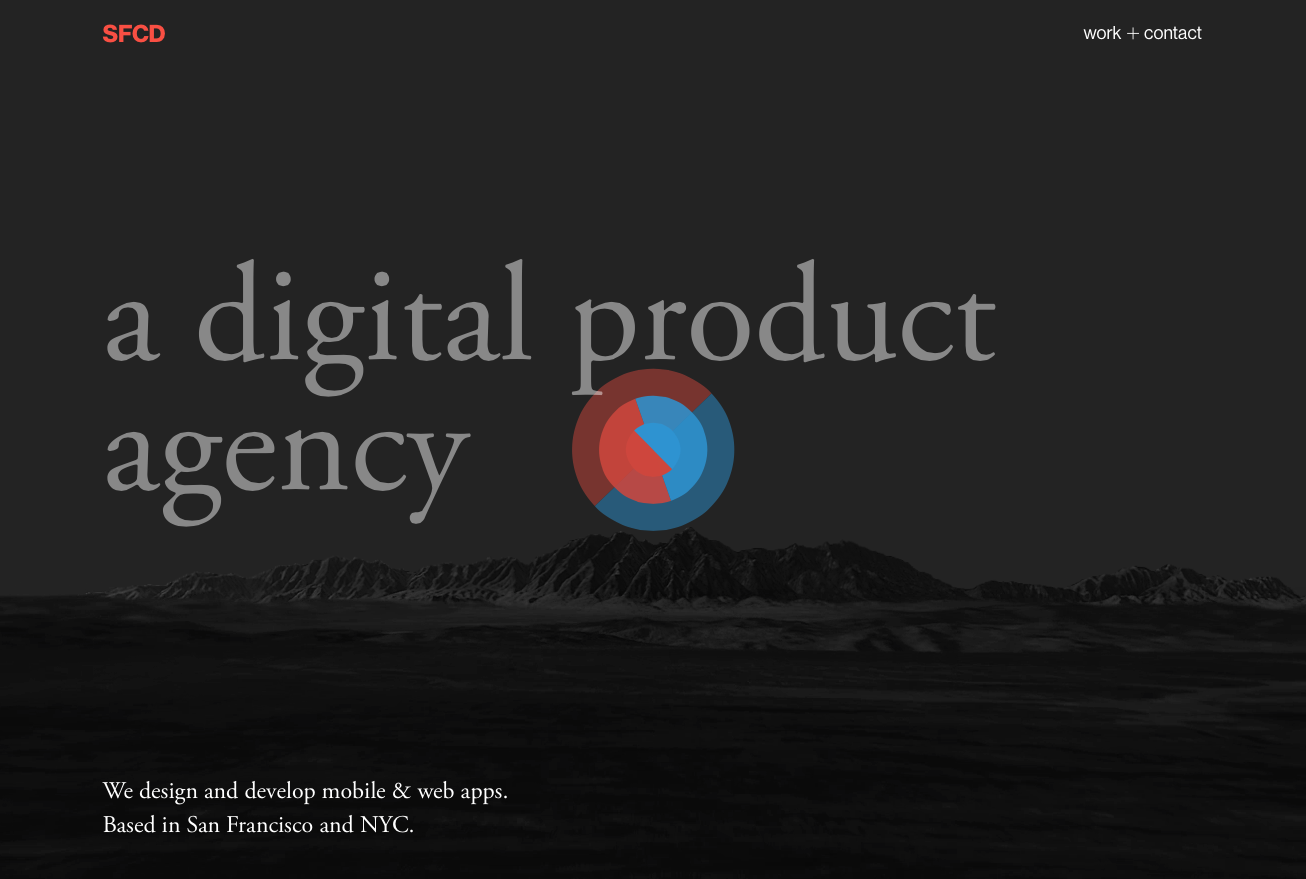 SFCD
work + contact
a digital product
agency
We design and develop mobile & web apps.
Based in San Francisco and NYC.